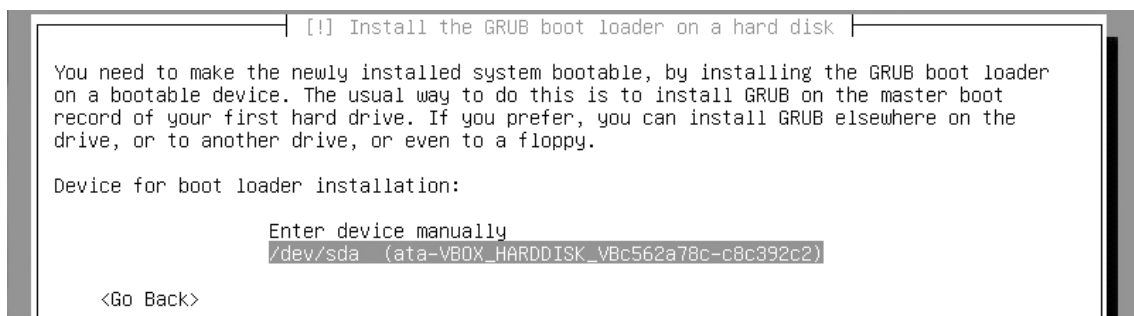 [!] Install the GRUB boot loader on a hard disk
You need to make the newly installed system bootable, by installing the GRUB boot loader
on a bootable device. The usual way to do this is to install GRUB on the master boot
record of your first hard drive. If you prefer, you can install GRUB elsewhere on the
drive, or to another drive, or even to a floppy.
Device for boot loader installation:
Enter device manually
/dev/sda  (ata-VBOX_HARDDISK_VBc562a78c-c8c392c2)
<Go Back>